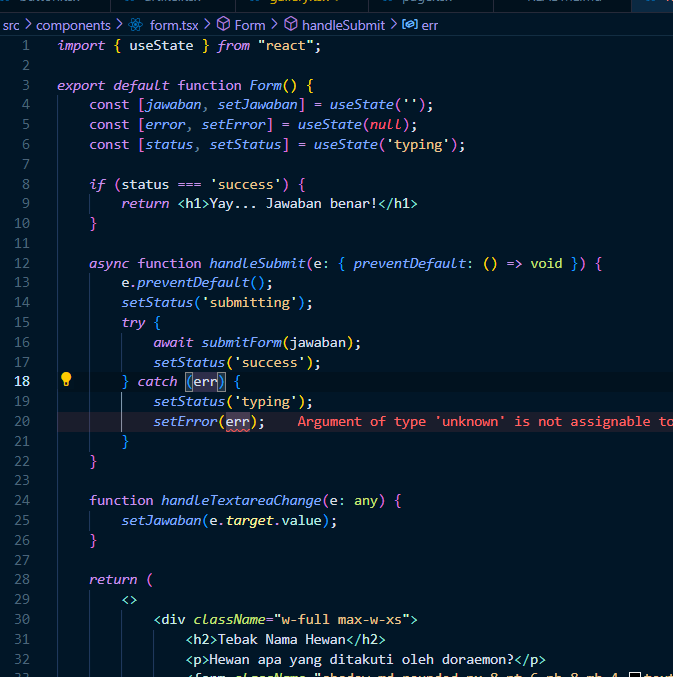 src > components > form.tsx > Form > handleSubmit > err
1 import { useState } from "react";
2
3 export default function Form() {
4 const [jawaban, setJawaban] = useState('');
5 const [error, setError] = useState(null);
6 const [status, setStatus] = useState('typing');
7
8 if (status === 'success') {
9 return <h1>Yay... Jawaban benar!</h1>
10 }
11
12 async function handleSubmit(e: { preventDefault: () => void }) {
13 e.preventDefault();
14 setStatus('submitting');
15 try {
16 await submitForm(jawaban);
17 setStatus('success');
18 } catch (err) {
19 setStatus('typing');
20 setError(err); Argument of type 'unknown' is not assignable to
21 }
22 }
23
24 function handleTextareaChange(e: any) {
25 setJawaban(e.target.value);
26 }
27
28 return (
29 <>
30 <div className="w-full max-w-xs">
31 <h2>Tebak Nama Hewan</h2>
32 <p>Hewan apa yang ditakuti oleh doraemon?</p>